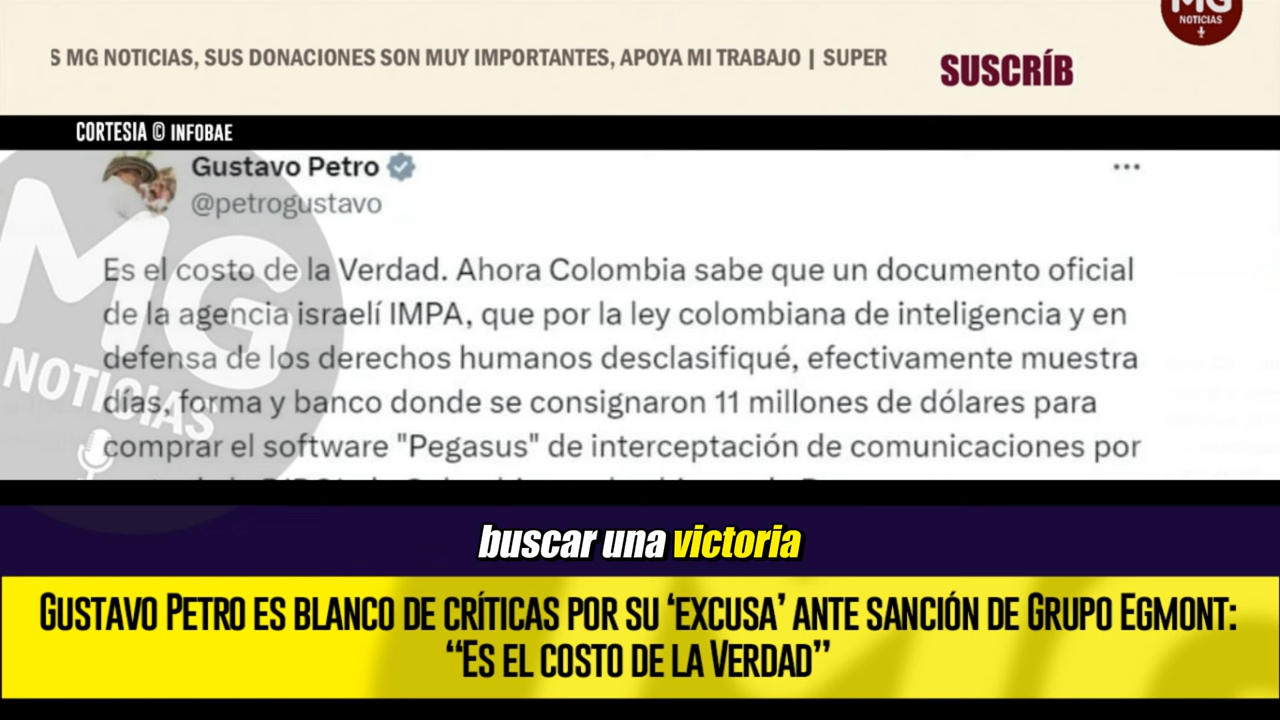 MG
NOTICIAS
S MG NOTICIAS, SUS DONACIONES SON MUY IMPORTANTES, APOYA MI TRABAJO | SUPER
SUSCRÍB
CORTESIA © INFOBAE
Gustavo Petro
@petrogustavo
Es el costo de la Verdad. Ahora Colombia sabe que un documento oficial
de la agencia israelí IMPA, que por la ley colombiana de inteligencia y en
defensa de los derechos humanos desclasifiqué, efectivamente muestra
días, forma y banco donde se consignaron 11 millones de dólares para
comprar el software "Pegasus" de interceptación de comunicaciones por
MG
NOTICIAS
buscar una victoria
GUSTAVO PETRO ES BLANCO DE CRÍTICAS POR SU ‘EXCUSA’ ANTE SANCIÓN DE GRUPO EGMONT:
“ES EL COSTO DE LA VERDAD”